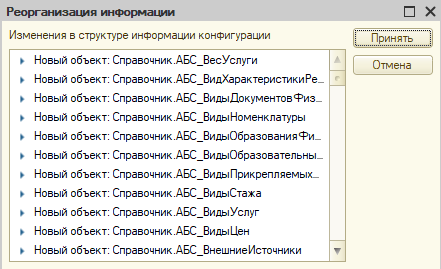 Реорганизация информации
Изменения в структуре информации конфигурации
Принять
Отмена
Новый объект: Справочник.АБС_ВесУслуги
Новый объект: Справочник.АБС_ВидХарактеристикиРе...
Новый объект: Справочник.АБС_ВидыДокументовФиз...
Новый объект: Справочник.АБС_ВидыНоменклатуры
Новый объект: Справочник.АБС_ВидыОбразованияФи...
Новый объект: Справочник.АБС_ВидыОбразовательны...
Новый объект: Справочник.АБС_ВидыПрикрепляемых...
Новый объект: Справочник.АБС_ВидыСтажа
Новый объект: Справочник.АБС_ВидыУслуг
Новый объект: Справочник.АБС_ВидыЦен
Новый объект: Справочник.АБС_ВнешниеИсточники